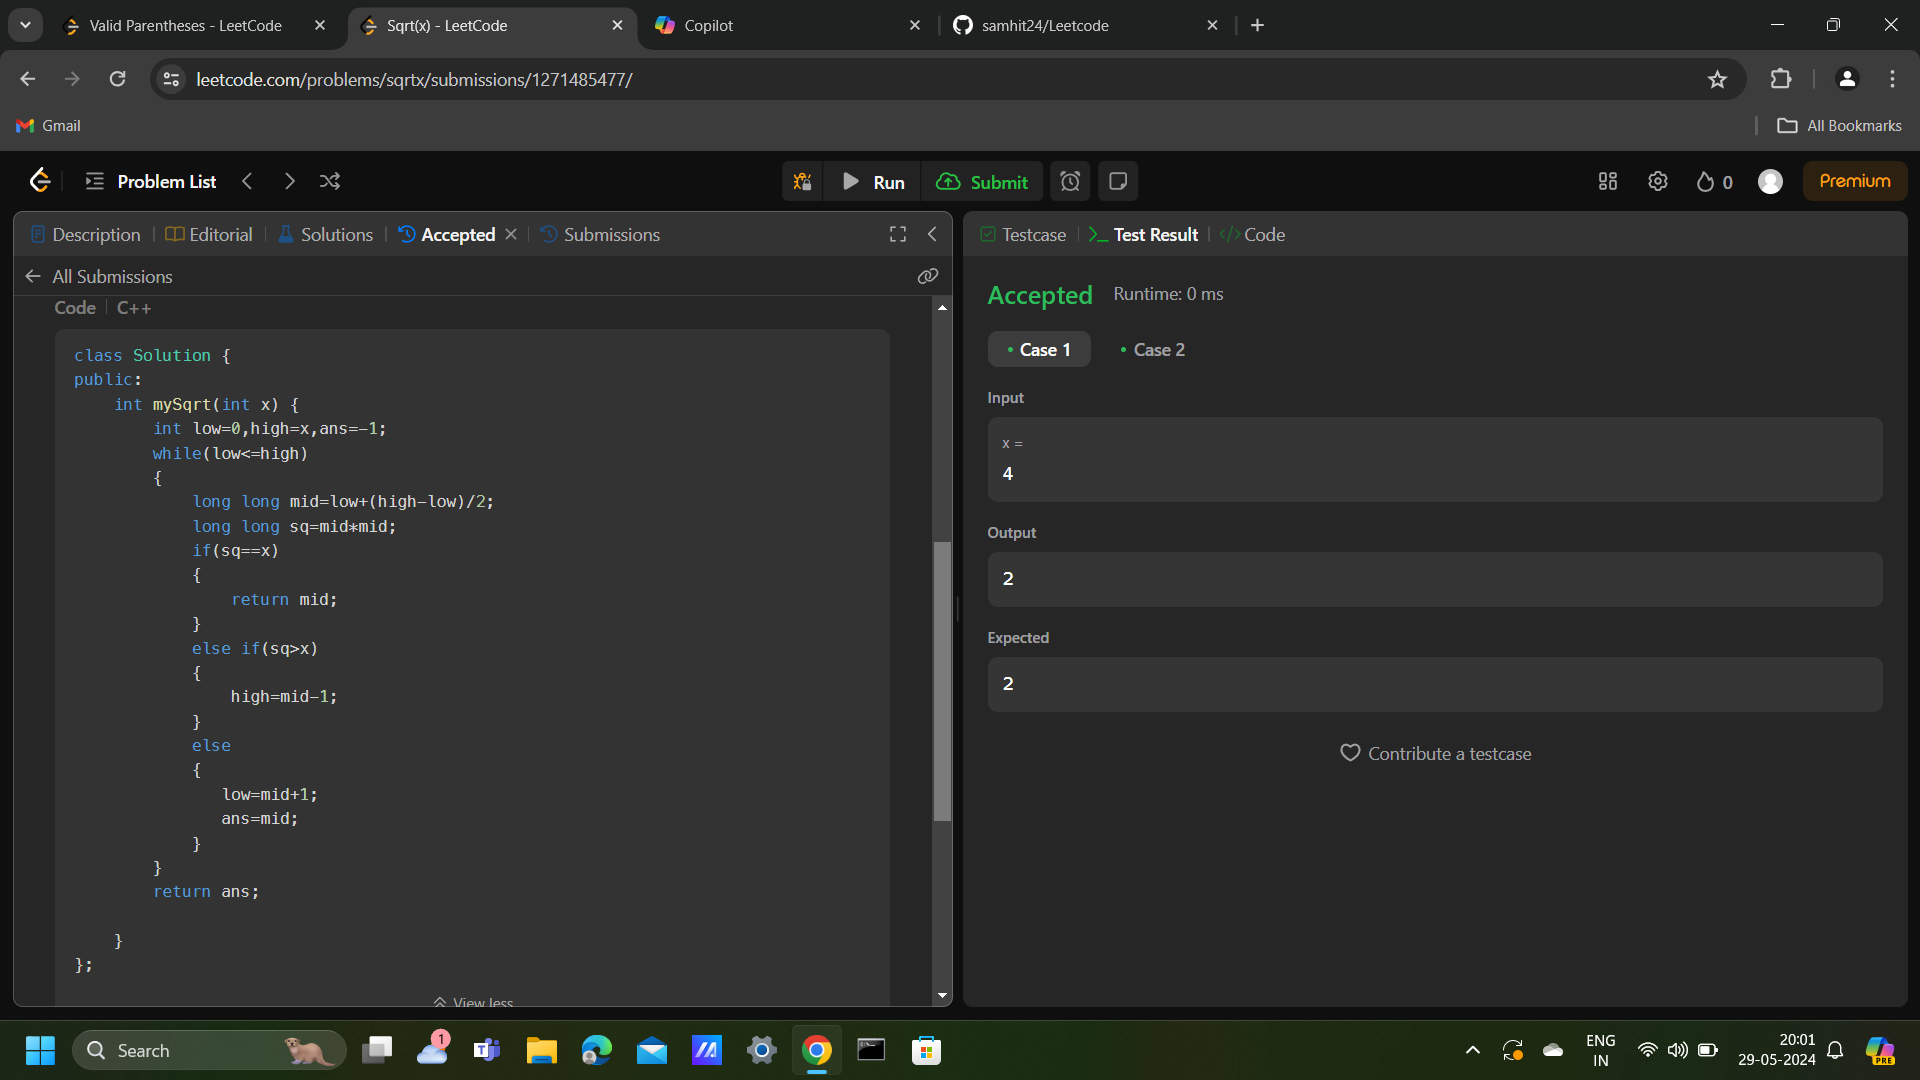 Valid Parentheses - LeetCode
Sqrt(x) - LeetCode
Copilot
samhit24/Leetcode
leetcode.com/problems/sqrtx/submissions/1271485477/
Gmail
All Bookmarks
Problem List
Run
Submit
0
Premium
Description
Editorial
Solutions
Accepted
Submissions
All Submissions
Code
C++
class Solution {
public:
    int mySqrt(int x) {
        int low=0,high=x,ans=-1;
        while(low<=high)
        {
            long long mid=low+(high-low)/2;
            long long sq=mid*mid;
            if(sq==x)
            {
                return mid;
            }
            else if(sq>x)
            {
                high=mid-1;
            }
            else
            {
               low=mid+1;
               ans=mid;
            }
        }
        return ans;
    }
};
View less
Testcase
Test Result
Code
Accepted
Runtime: 0 ms
Case 1
Case 2
Input
x =
4
Output
2
Expected
2
Contribute a testcase
Search
1
ENG
IN
20:01
29-05-2024
PRE